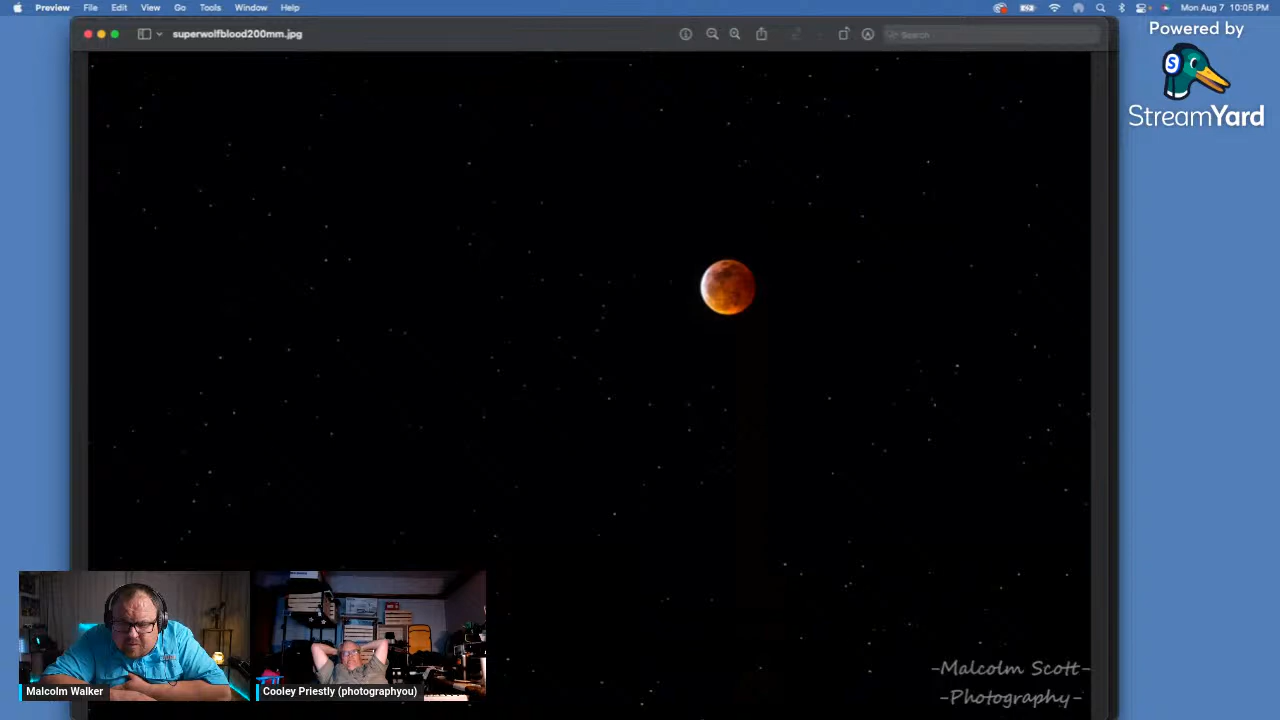 Preview File Edit View Go Tools Window Help Mon Aug 7 10:05 PM
superwolfblood200mm.jpg
Search
Powered by
S
StreamYard
-Malcolm Scott-
-Photography-
Malcolm Walker
Cooley Priestly (photographyou)